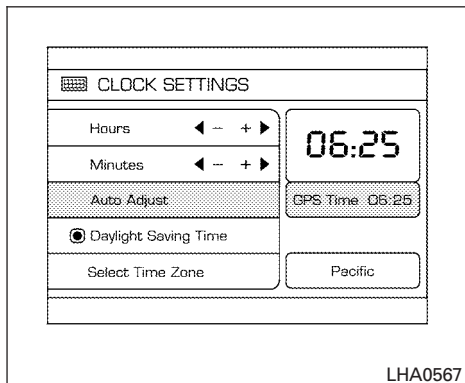 CLOCK SETTINGS
Hours ◀ – + ▶
06:25
Minutes ◀ – + ▶
Auto Adjust
GPS Time 06:25
Daylight Saving Time
Select Time Zone
Pacific
LHA0567